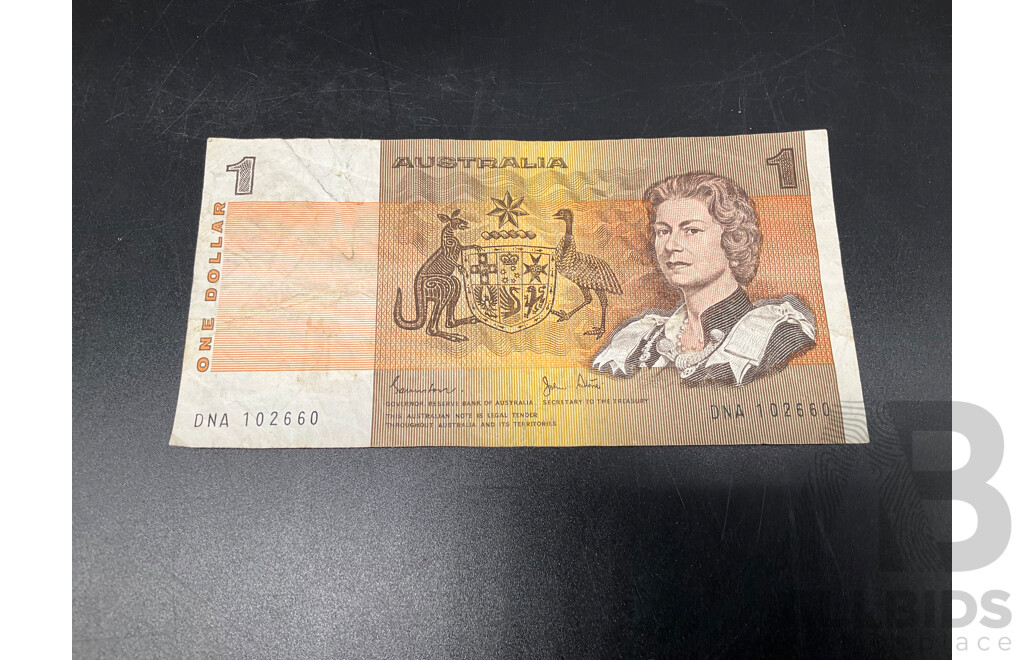 1
AUSTRALIA
1
ONE DOLLAR
GOVERNOR RESERVE BANK OF AUSTRALIA. SECRETARY TO THE TREASURY
THIS AUSTRALIAN NOTE IS LEGAL TENDER
THROUGHOUT AUSTRALIA AND ITS TERRITORIES
DNA 102660
DNA 102660
B
BIDS
place